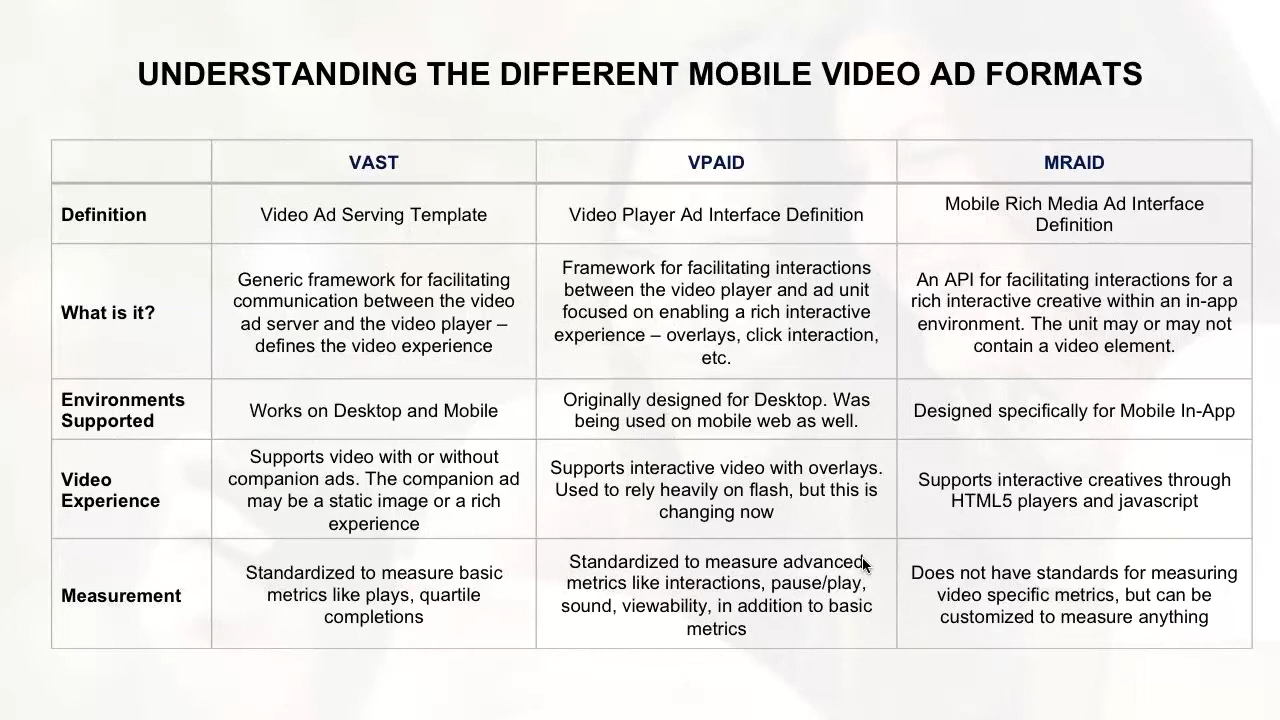 UNDERSTANDING THE DIFFERENT MOBILE VIDEO AD FORMATS
VAST
VPAID
MRAID
Definition
Video Ad Serving Template
Video Player Ad Interface Definition
Mobile Rich Media Ad Interface
Definition
What is it?
Generic framework for facilitating
communication between the video
ad server and the video player –
defines the video experience
Framework for facilitating interactions
between the video player and ad unit
focused on enabling a rich interactive
experience – overlays, click interaction,
etc.
An API for facilitating interactions for a
rich interactive creative within an in-app
environment. The unit may or may not
contain a video element.
Environments
Supported
Works on Desktop and Mobile
Originally designed for Desktop. Was
being used on mobile web as well.
Designed specifically for Mobile In-App
Video
Experience
Supports video with or without
companion ads. The companion ad
may be a static image or a rich
experience
Supports interactive video with overlays.
Used to rely heavily on flash, but this is
changing now
Supports interactive creatives through
HTML5 players and javascript
Measurement
Standardized to measure basic
metrics like plays, quartile
completions
Standardized to measure advanced
metrics like interactions, pause/play,
sound, viewability, in addition to basic
metrics
Does not have standards for measuring
video specific metrics, but can be
customized to measure anything